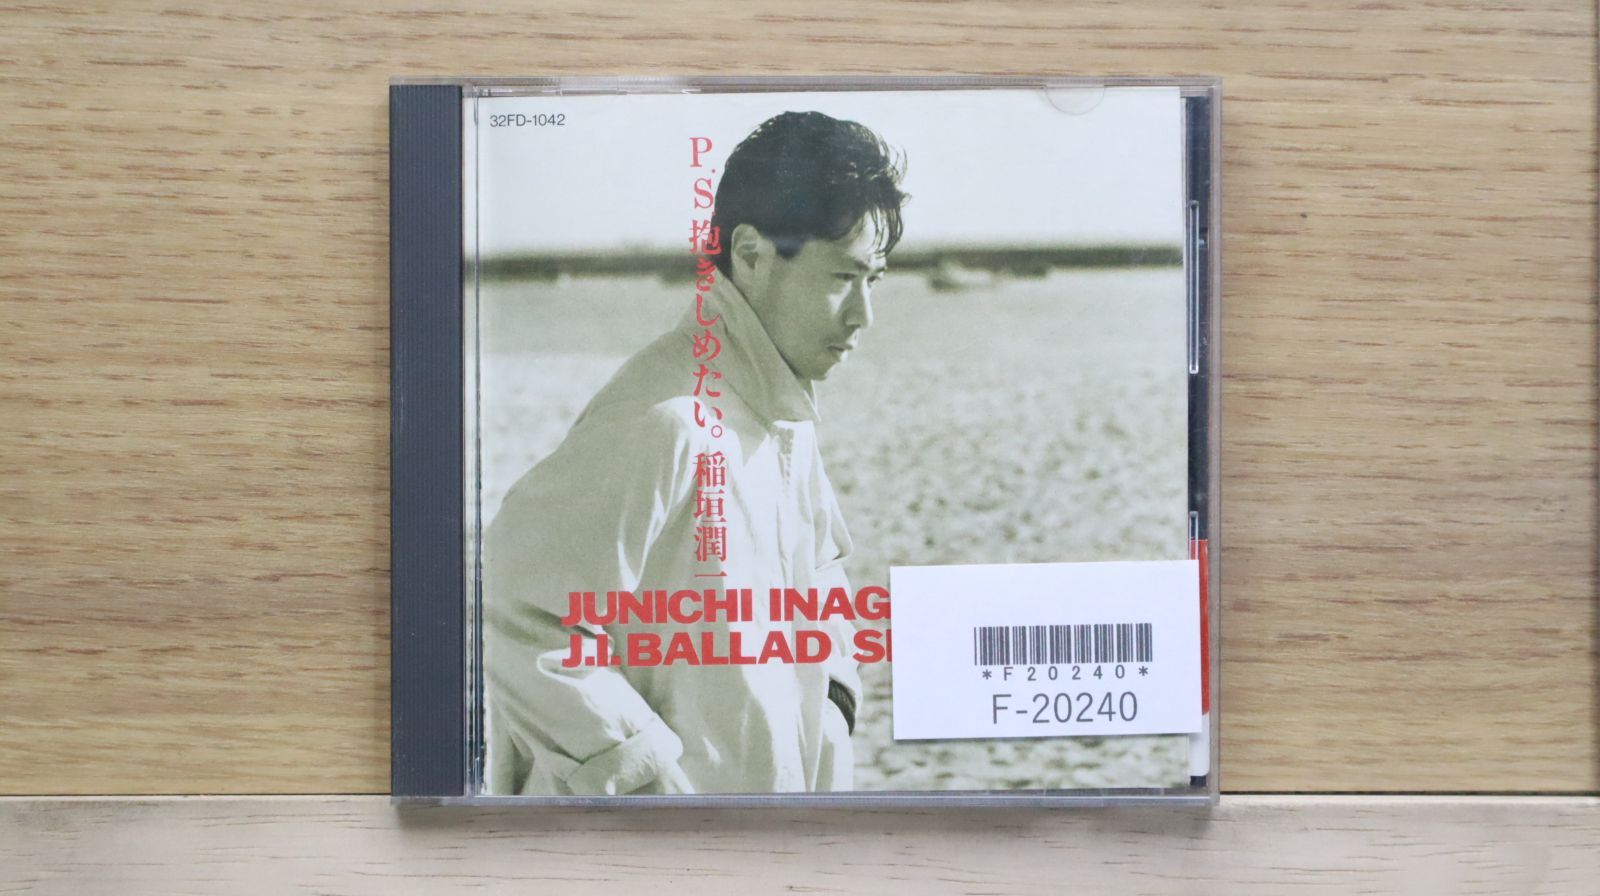 32FD-1042
P.S.抱きしめたい。稲垣潤一
JUNICHI INAG
J.I. BALLAD
*F20240*
F-20240